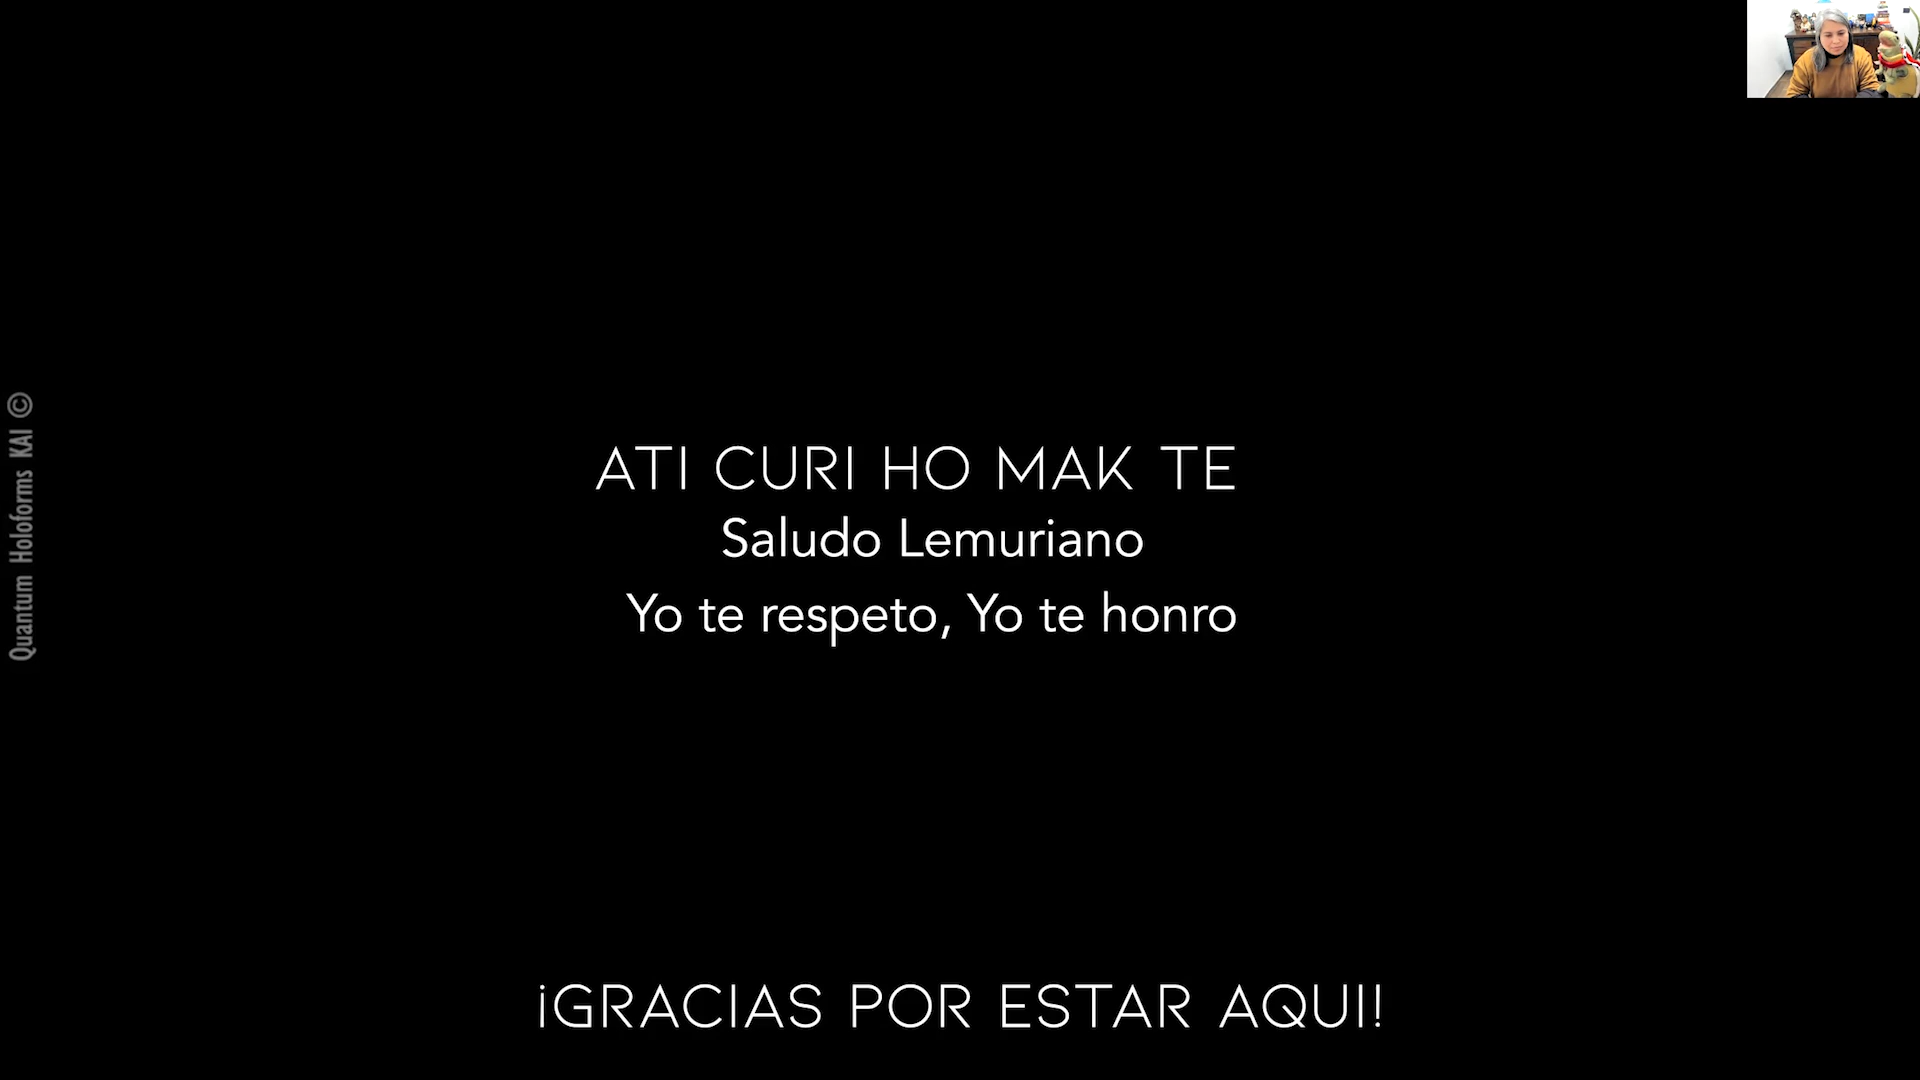 ATI CURI HO MAK TE
Saludo Lemuriano
Yo te respeto, Yo te honro
¡GRACIAS POR ESTAR AQUI!
Quantum Holoforms KAI ©